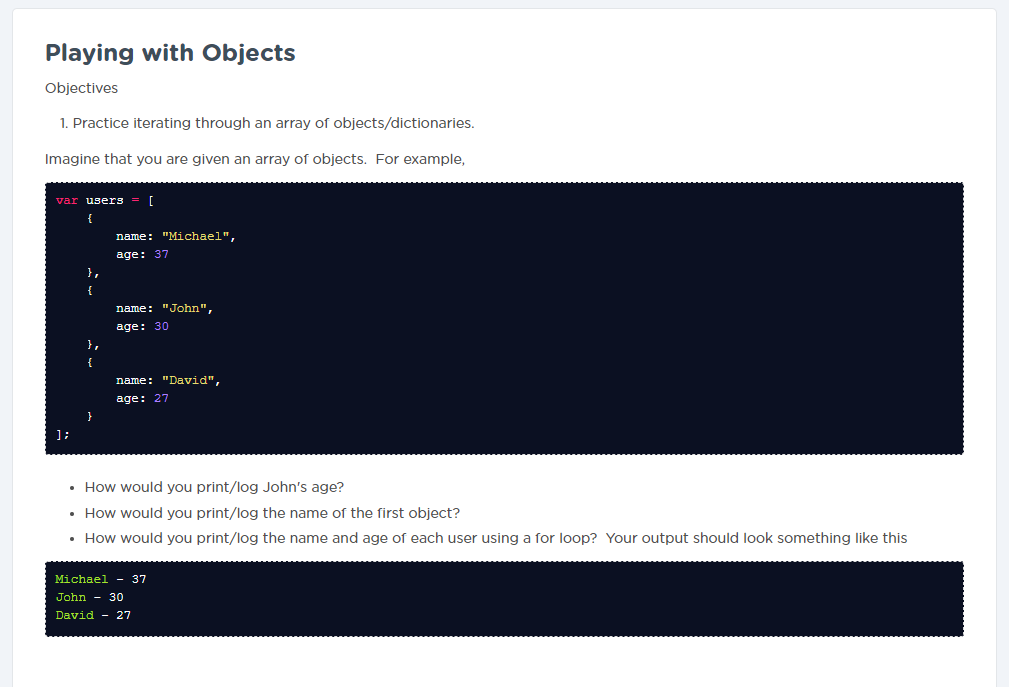 Playing with Objects
Objectives
1. Practice iterating through an array of objects/dictionaries.
Imagine that you are given an array of objects.  For example,
var users = [
    {
        name: "Michael",
        age: 37
    },
    {
        name: "John",
        age: 30
    },
    {
        name: "David",
        age: 27
    }
];
• How would you print/log John's age?
• How would you print/log the name of the first object?
• How would you print/log the name and age of each user using a for loop?  Your output should look something like this
Michael - 37
John - 30
David - 27